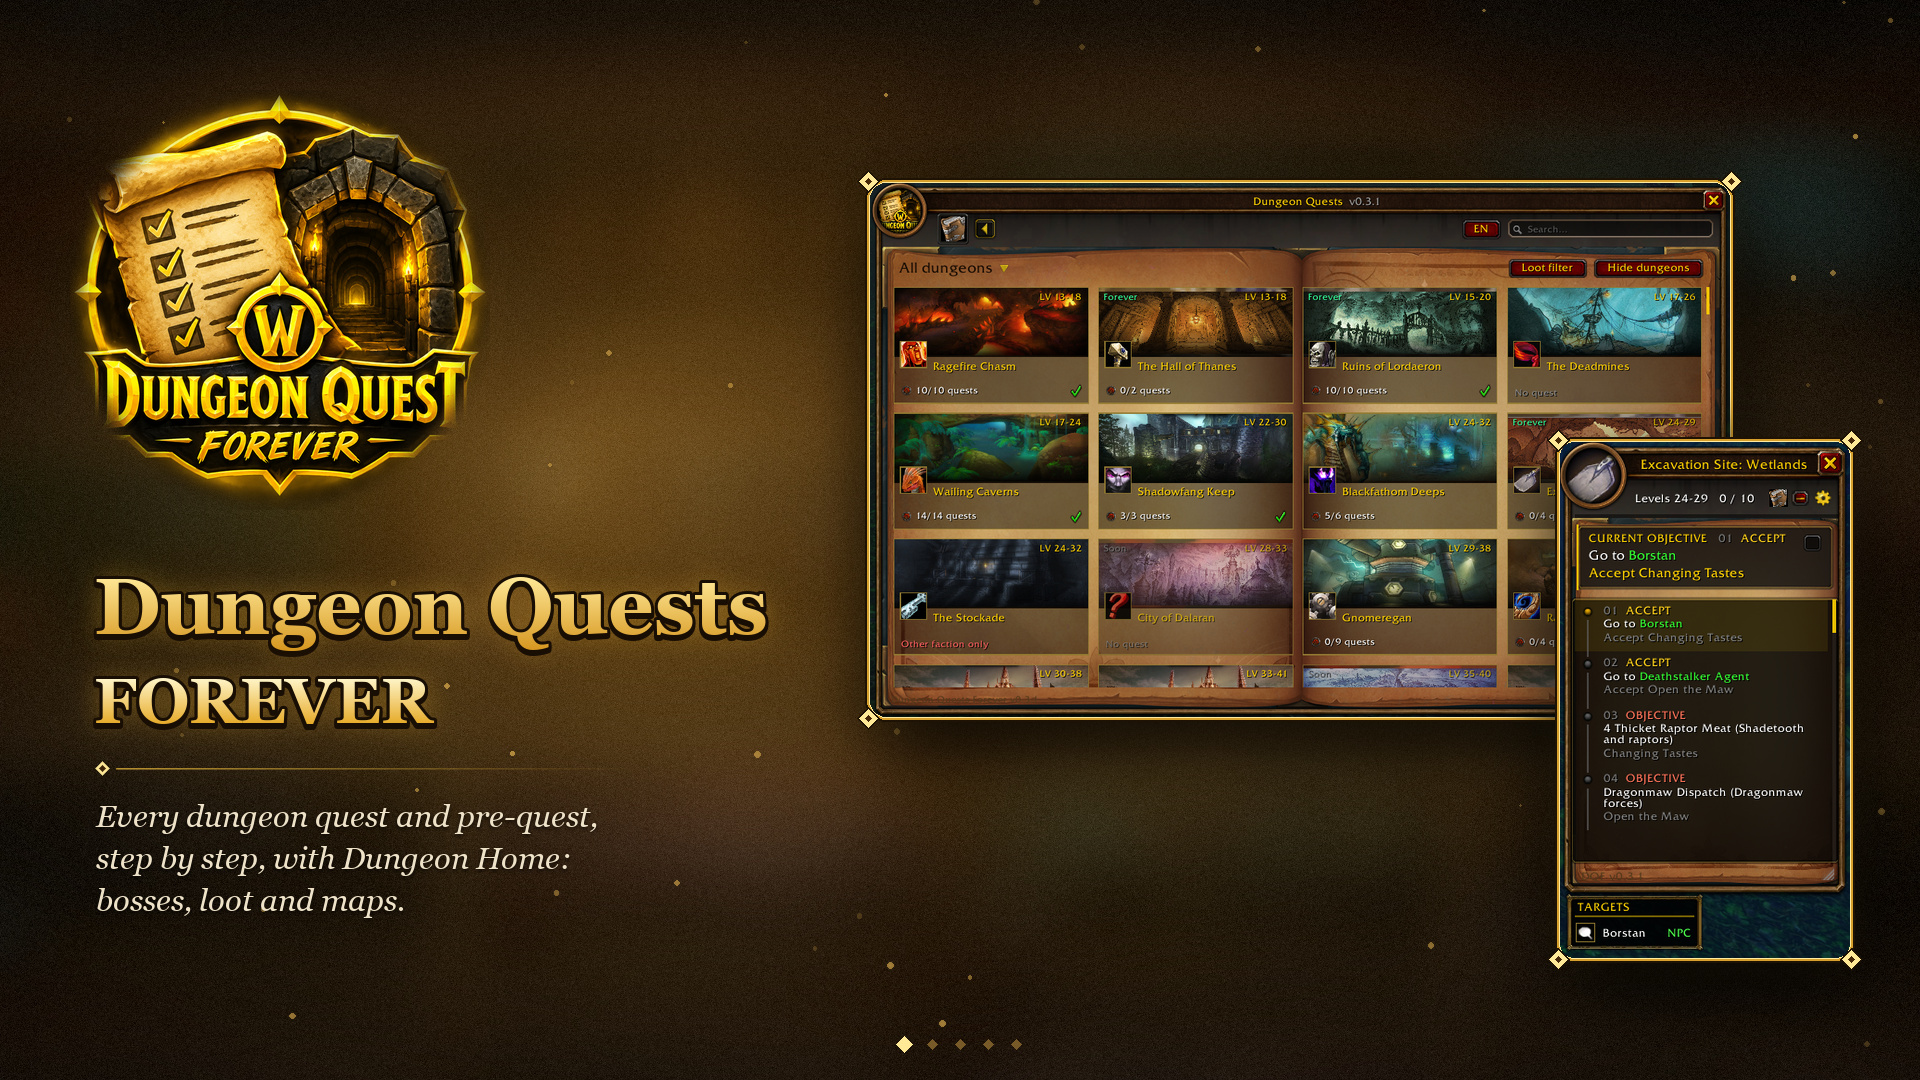 W
DUNGEON QUEST
FOREVER
Dungeon Quests
FOREVER
Every dungeon quest and pre-quest,
step by step, with Dungeon Home:
bosses, loot and maps.
Dungeon Quests v0.3.1
EN
Search...
All dungeons
Loot filter
Hide dungeons
LV 13-18
Ragefire Chasm
10/10 quests
Forever
LV 13-18
The Hall of Thanes
0/2 quests
Forever
LV 15-20
Ruins of Lordaeron
10/10 quests
LV 17-26
The Deadmines
No quest
LV 17-24
Wailing Caverns
14/14 quests
LV 22-30
Shadowfang Keep
3/3 quests
LV 24-32
Blackfathom Deeps
5/6 quests
Forever
LV 24-29
0/4
LV 24-32
The Stockade
Other faction only
Soon
LV 28-33
City of Dalaran
No quest
LV 29-38
Gnomeregan
0/9 quests
0/4
LV 30-38
LV 33-41
Soon
LV 35-40
Excavation Site: Wetlands
Levels 24-29 0 / 10
CURRENT OBJECTIVE 01 ACCEPT
Go to Borstan
Accept Changing Tastes
01 ACCEPT
Go to Borstan
Accept Changing Tastes
02 ACCEPT
Go to Deathstalker Agent
Accept Open the Maw
03 OBJECTIVE
4 Thicket Raptor Meat (Shadetooth
and raptors)
Changing Tastes
04 OBJECTIVE
Dragonmaw Dispatch (Dragonmaw
forces)
Open the Maw
TARGETS
Borstan NPC